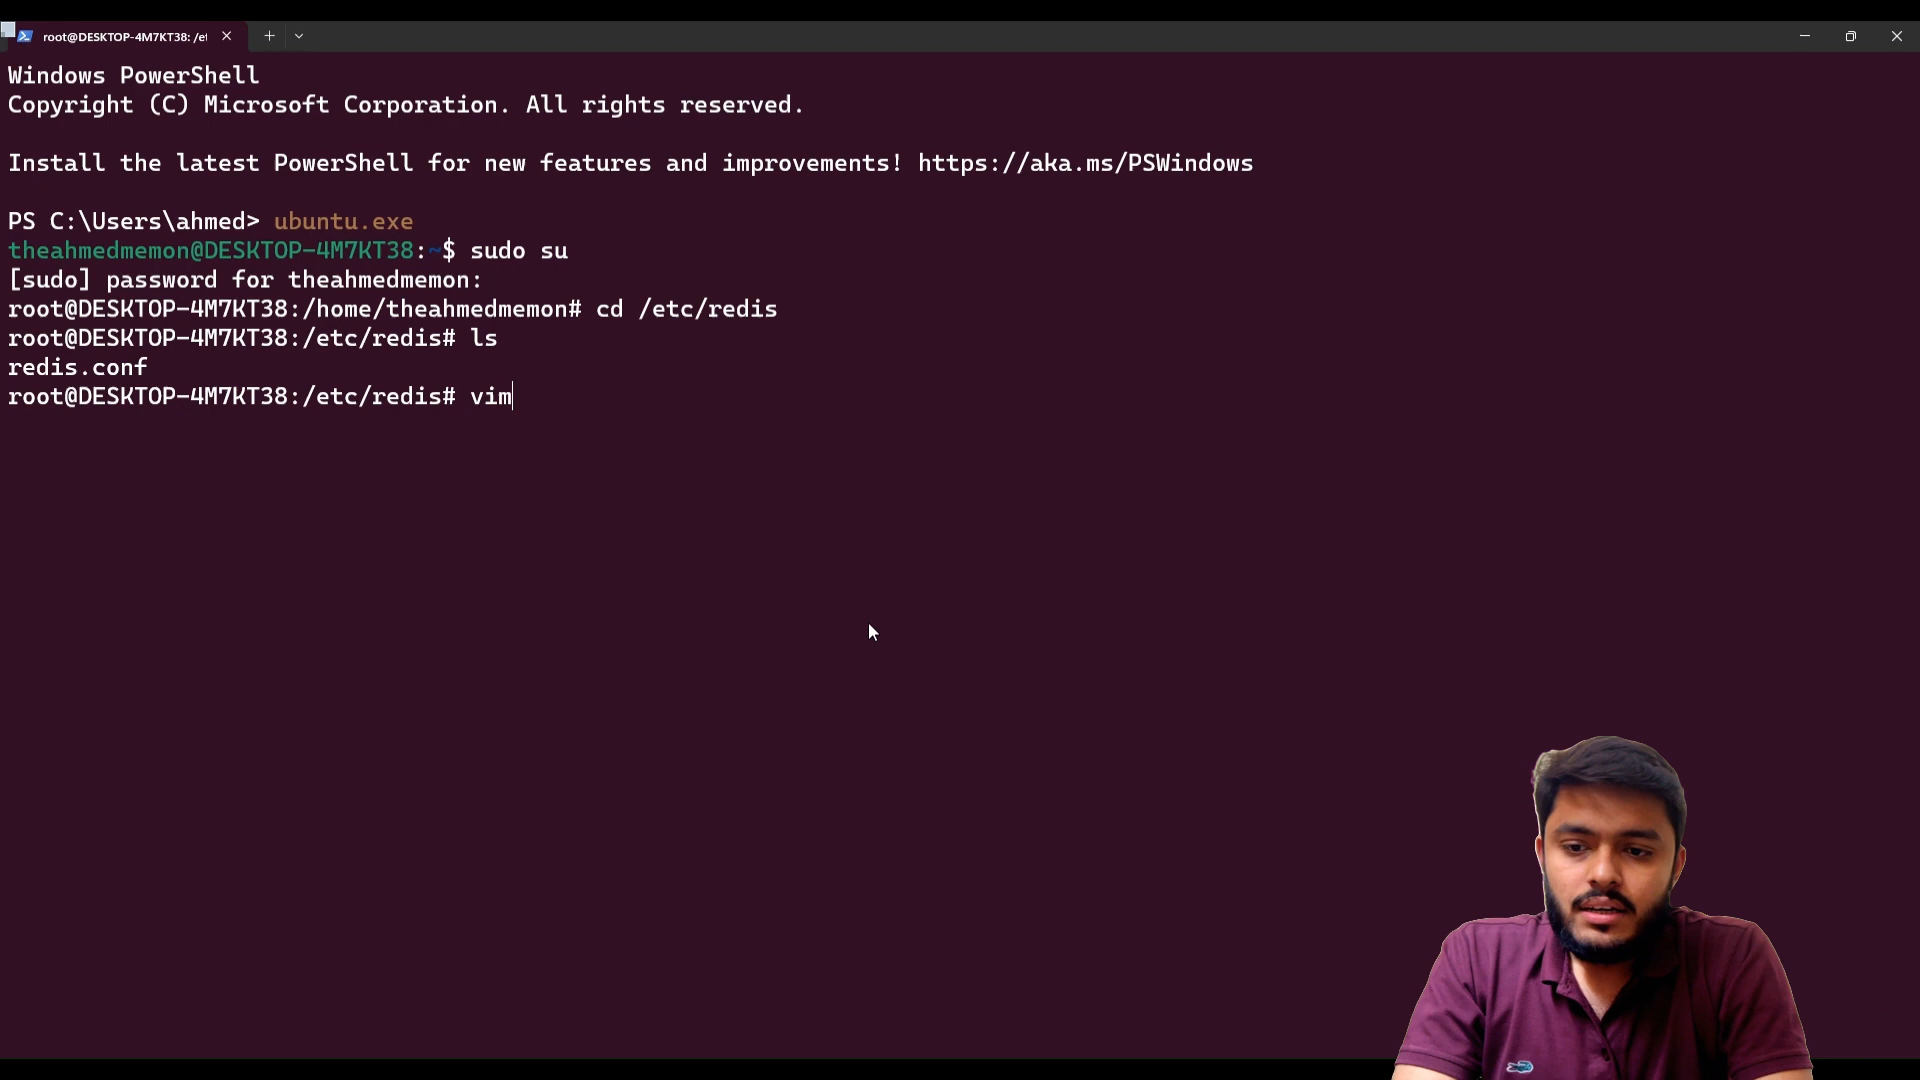 root@DESKTOP-4M7KT38: /et
Windows PowerShell
Copyright (C) Microsoft Corporation. All rights reserved.
Install the latest PowerShell for new features and improvements! https://aka.ms/PSWindows
PS C:\Users\ahmed> ubuntu.exe
theahmedmemon@DESKTOP-4M7KT38:~$ sudo su
[sudo] password for theahmedmemon:
root@DESKTOP-4M7KT38:/home/theahmedmemon# cd /etc/redis
root@DESKTOP-4M7KT38:/etc/redis# ls
redis.conf
root@DESKTOP-4M7KT38:/etc/redis# vim